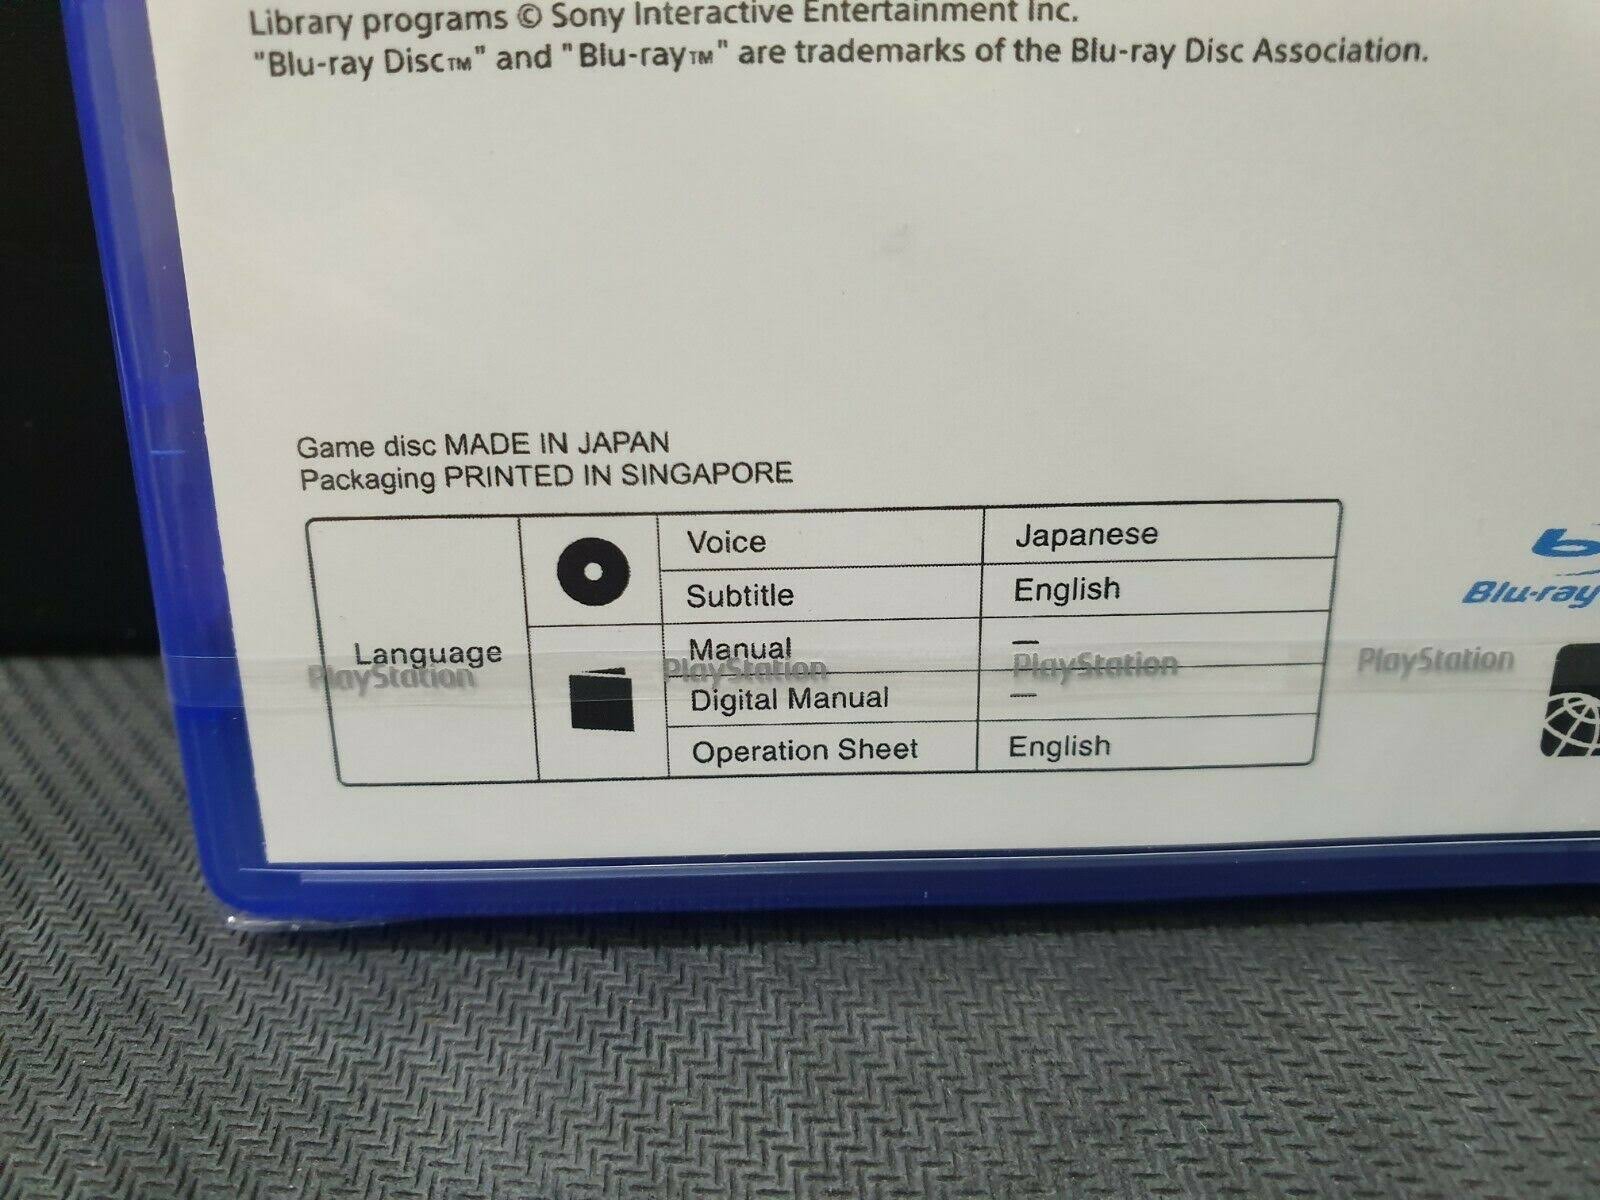 Library programs © Sony Interactive Entertainment Inc.
"Blu-ray Disc™" and "Blu-ray™" are trademarks of the Blu-ray Disc Association.
Game disc MADE IN JAPAN
Packaging PRINTED IN SINGAPORE
Language
Voice Japanese
Subtitle English
Manual —
Digital Manual —
Operation Sheet English
PlayStation PlayStation PlayStation PlayStation
Blu-ray